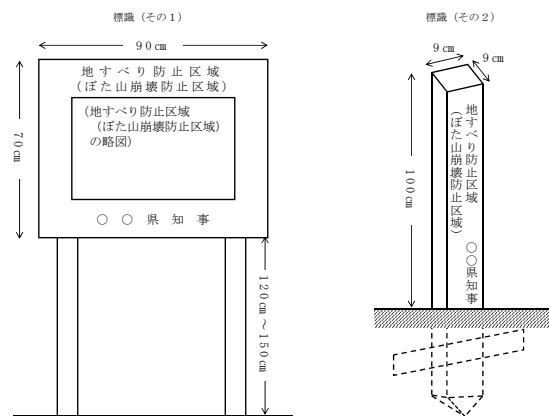 標識（その１）
90㎝
地すべり防止区域
（ぼた山崩壊防止区域）
（地すべり防止区域
（ぼた山崩壊防止区域）
の略図）
○ ○ 県 知 事
70㎝
120㎝～150㎝
標識（その２）
9㎝
9㎝
100㎝
地すべり防止区域 ○○県知事
（ぼた山崩壊防止区域）